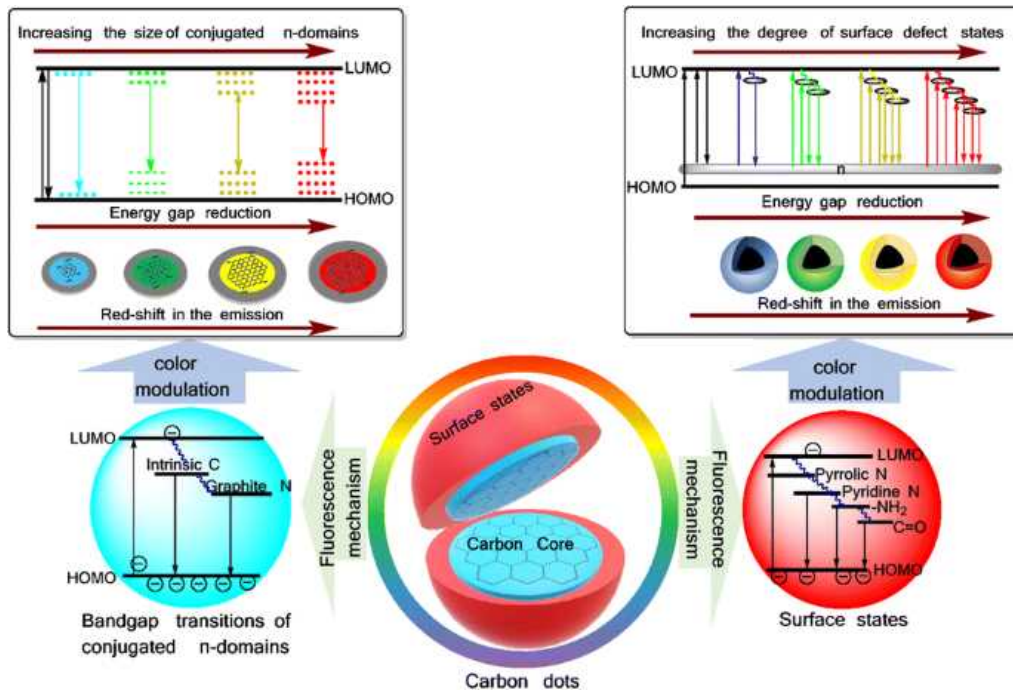 Increasing the size of conjugated n-domains
LUMO
HOMO
Energy gap reduction
Red-shift in the emission
Increasing the degree of surface defect states
LUMO
n
HOMO
Energy gap reduction
Red-shift in the emission
color
modulation
color
modulation
LUMO
Intrinsic C
Graphite N
HOMO
Bandgap transitions of
conjugated n-domains
Fluorescence
mechanism
Surface states
Carbon Core
Carbon dots
Fluorescence
mechanism
LUMO
Pyrrolic N
Pyridine N
-NH₂
C=O
HOMO
Surface states